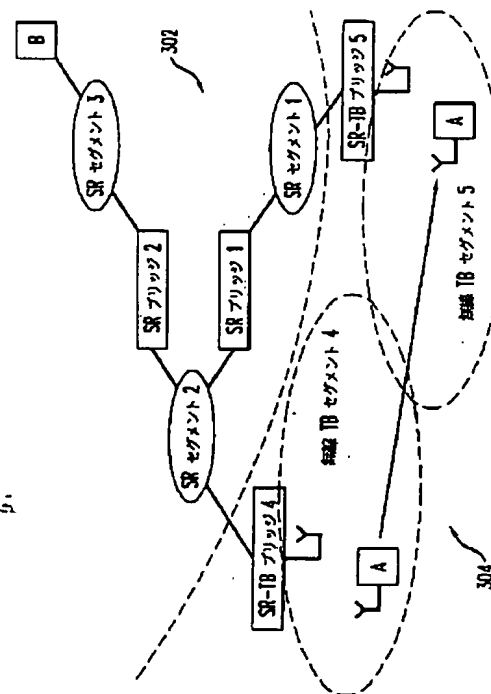 B
302
SR セグメント 3
SR ブリッジ 2
SR セグメント 1
SR-TB ブリッジ 5
SR ブリッジ 1
SR セグメント 2
A
無線 TB セグメント 5
無線 TB セグメント 4
SR-TB ブリッジ 4
A
304